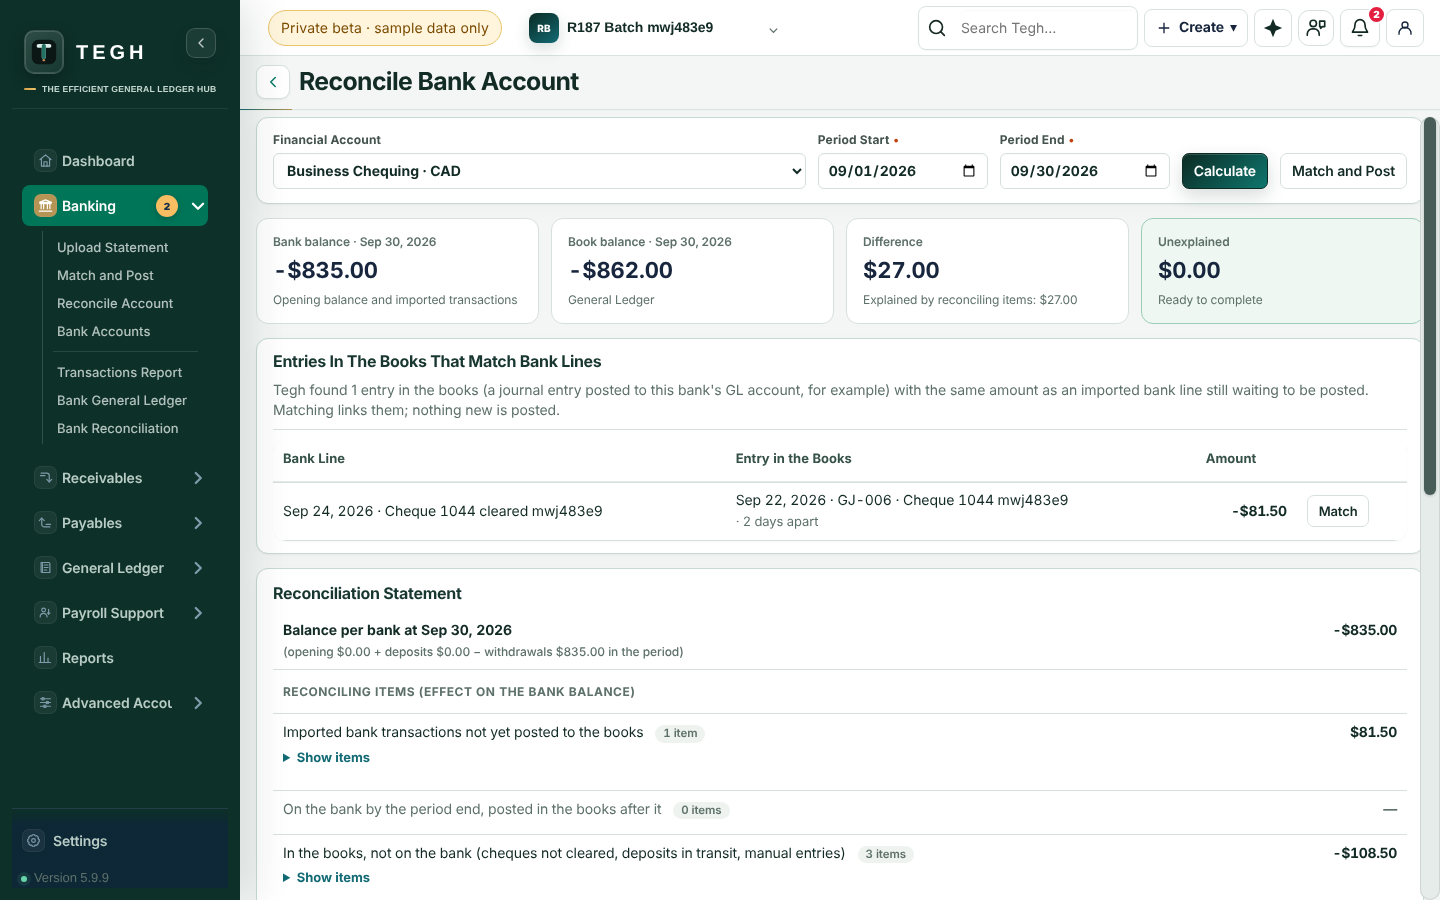 TEGH
THE EFFICIENT GENERAL LEDGER HUB
Dashboard
Banking 2
Upload Statement
Match and Post
Reconcile Account
Bank Accounts
Transactions Report
Bank General Ledger
Bank Reconciliation
Receivables
Payables
General Ledger
Payroll Support
Reports
Advanced Accou
Settings
Version 5.9.9
Private beta · sample data only
RB R187 Batch mwj483e9
Search Tegh...
+ Create ▾
2
Reconcile Bank Account
Financial Account
Business Chequing · CAD
Period Start •
09/01/2026
Period End •
09/30/2026
Calculate
Match and Post
Bank balance · Sep 30, 2026
-$835.00
Opening balance and imported transactions
Book balance · Sep 30, 2026
-$862.00
General Ledger
Difference
$27.00
Explained by reconciling items: $27.00
Unexplained
$0.00
Ready to complete
Entries In The Books That Match Bank Lines
Tegh found 1 entry in the books (a journal entry posted to this bank's GL account, for example) with the same amount as an imported bank line still waiting to be posted.
Matching links them; nothing new is posted.
Bank Line Entry in the Books Amount
Sep 24, 2026 · Cheque 1044 cleared mwj483e9
Sep 22, 2026 · GJ-006 · Cheque 1044 mwj483e9
· 2 days apart
-$81.50 Match
Reconciliation Statement
Balance per bank at Sep 30, 2026 -$835.00
(opening $0.00 + deposits $0.00 − withdrawals $835.00 in the period)
RECONCILING ITEMS (EFFECT ON THE BANK BALANCE)
Imported bank transactions not yet posted to the books 1 item $81.50
▶ Show items
On the bank by the period end, posted in the books after it 0 items —
In the books, not on the bank (cheques not cleared, deposits in transit, manual entries) 3 items -$108.50
▶ Show items